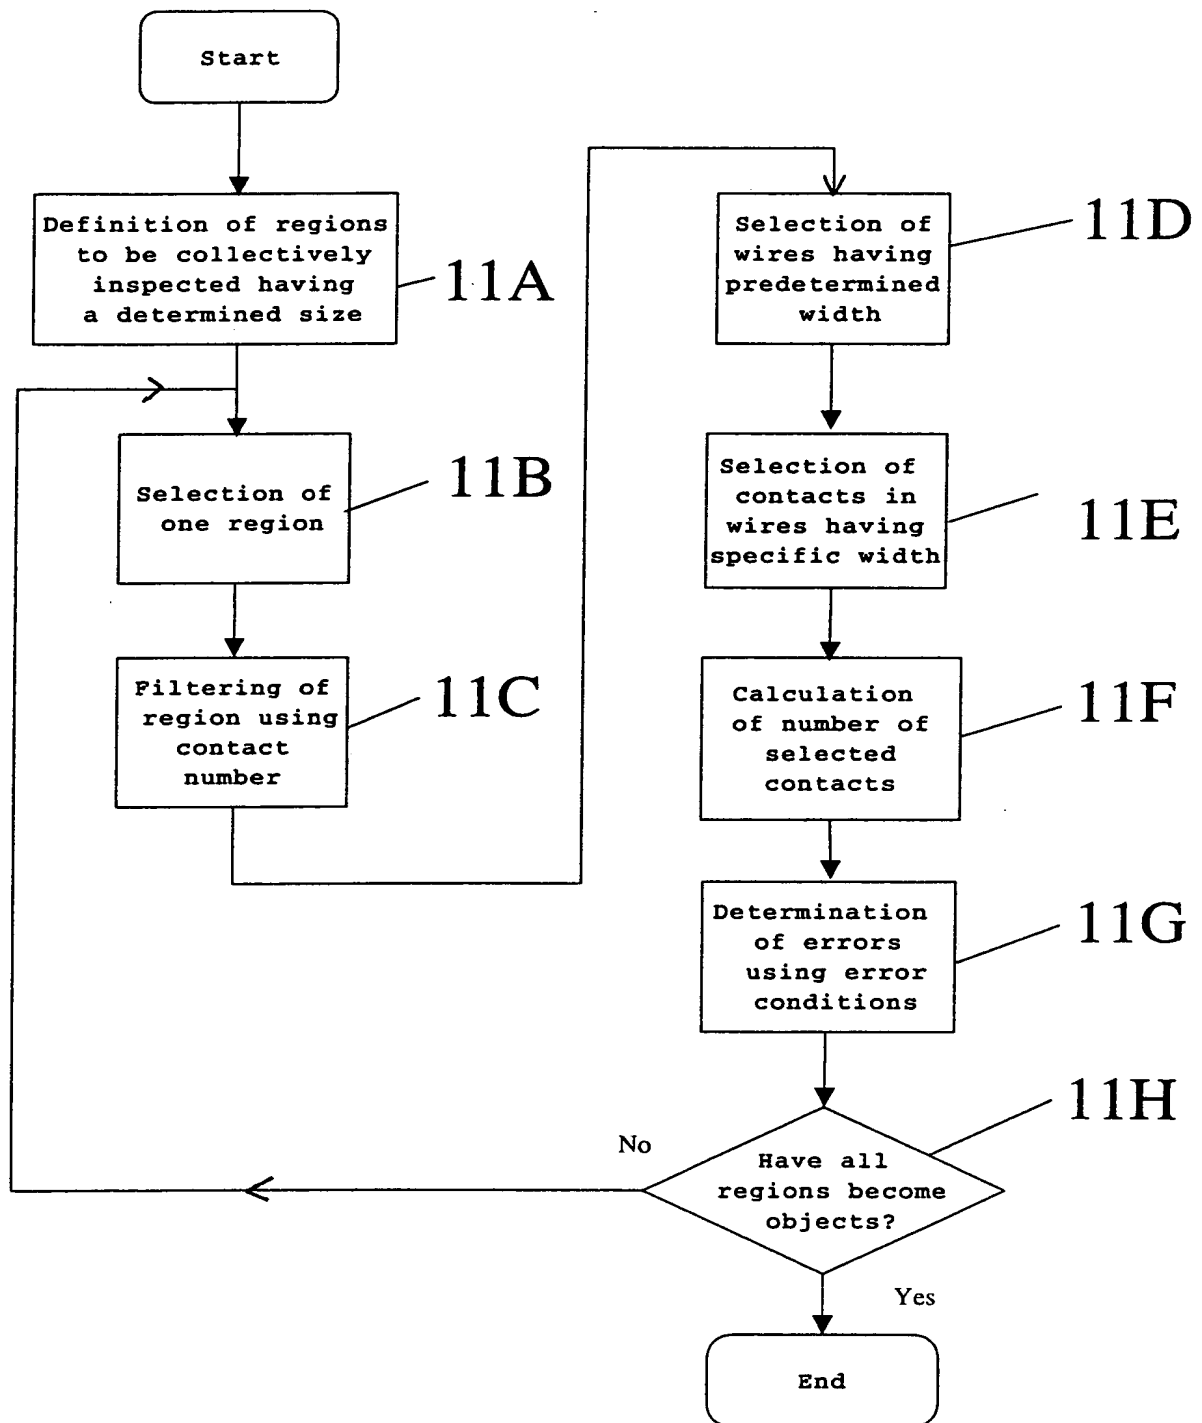 Start
Definition of regions
to be collectively
inspected having
a determined size
11A
Selection of
one region
11B
Filtering of
region using
contact
number
11C
Selection of
wires having
predetermined
width
11D
Selection of
contacts in
wires having
specific width
11E
Calculation
of number of
selected
contacts
11F
Determination
of errors
using error
conditions
11G
Have all
regions become
objects?
11H
No
Yes
End